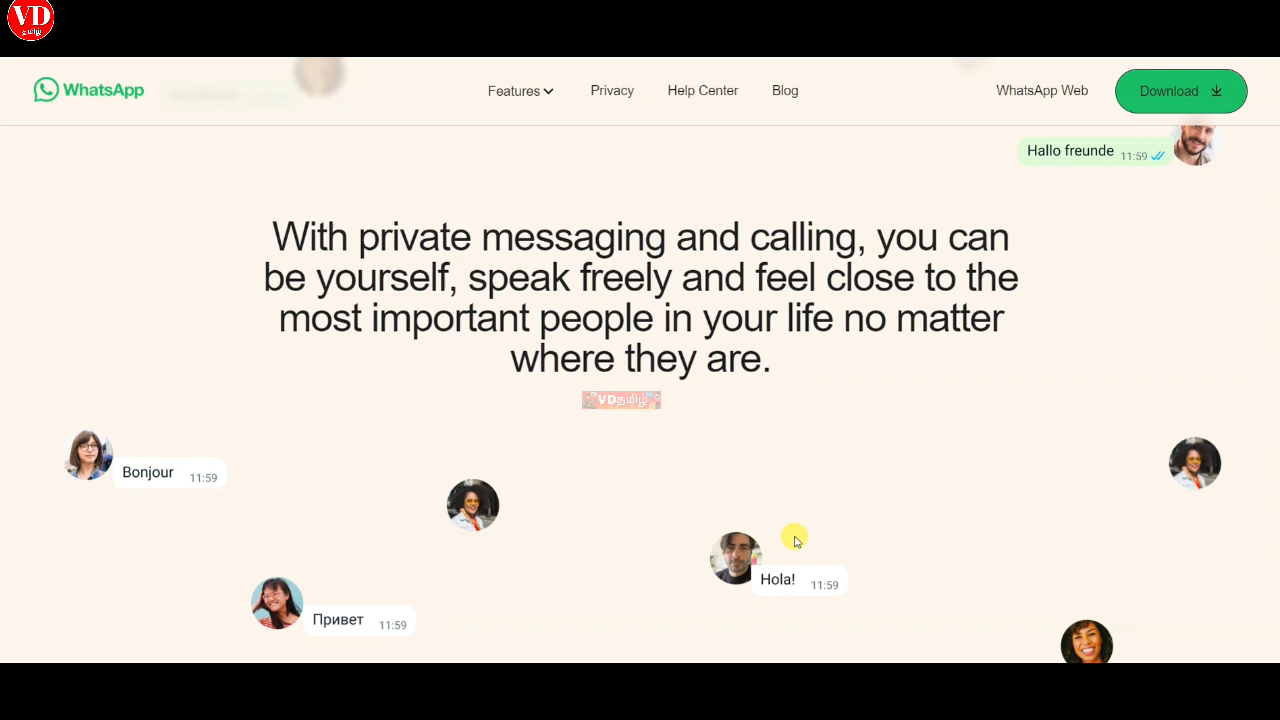 VD
தமிழ்
WhatsApp
Features
Privacy
Help Center
Blog
WhatsApp Web
Download
Hallo freunde 11:59
With private messaging and calling, you can
be yourself, speak freely and feel close to the
most important people in your life no matter
where they are.
VDதமிழ்
Bonjour 11:59
Hola! 11:59
Привет 11:59